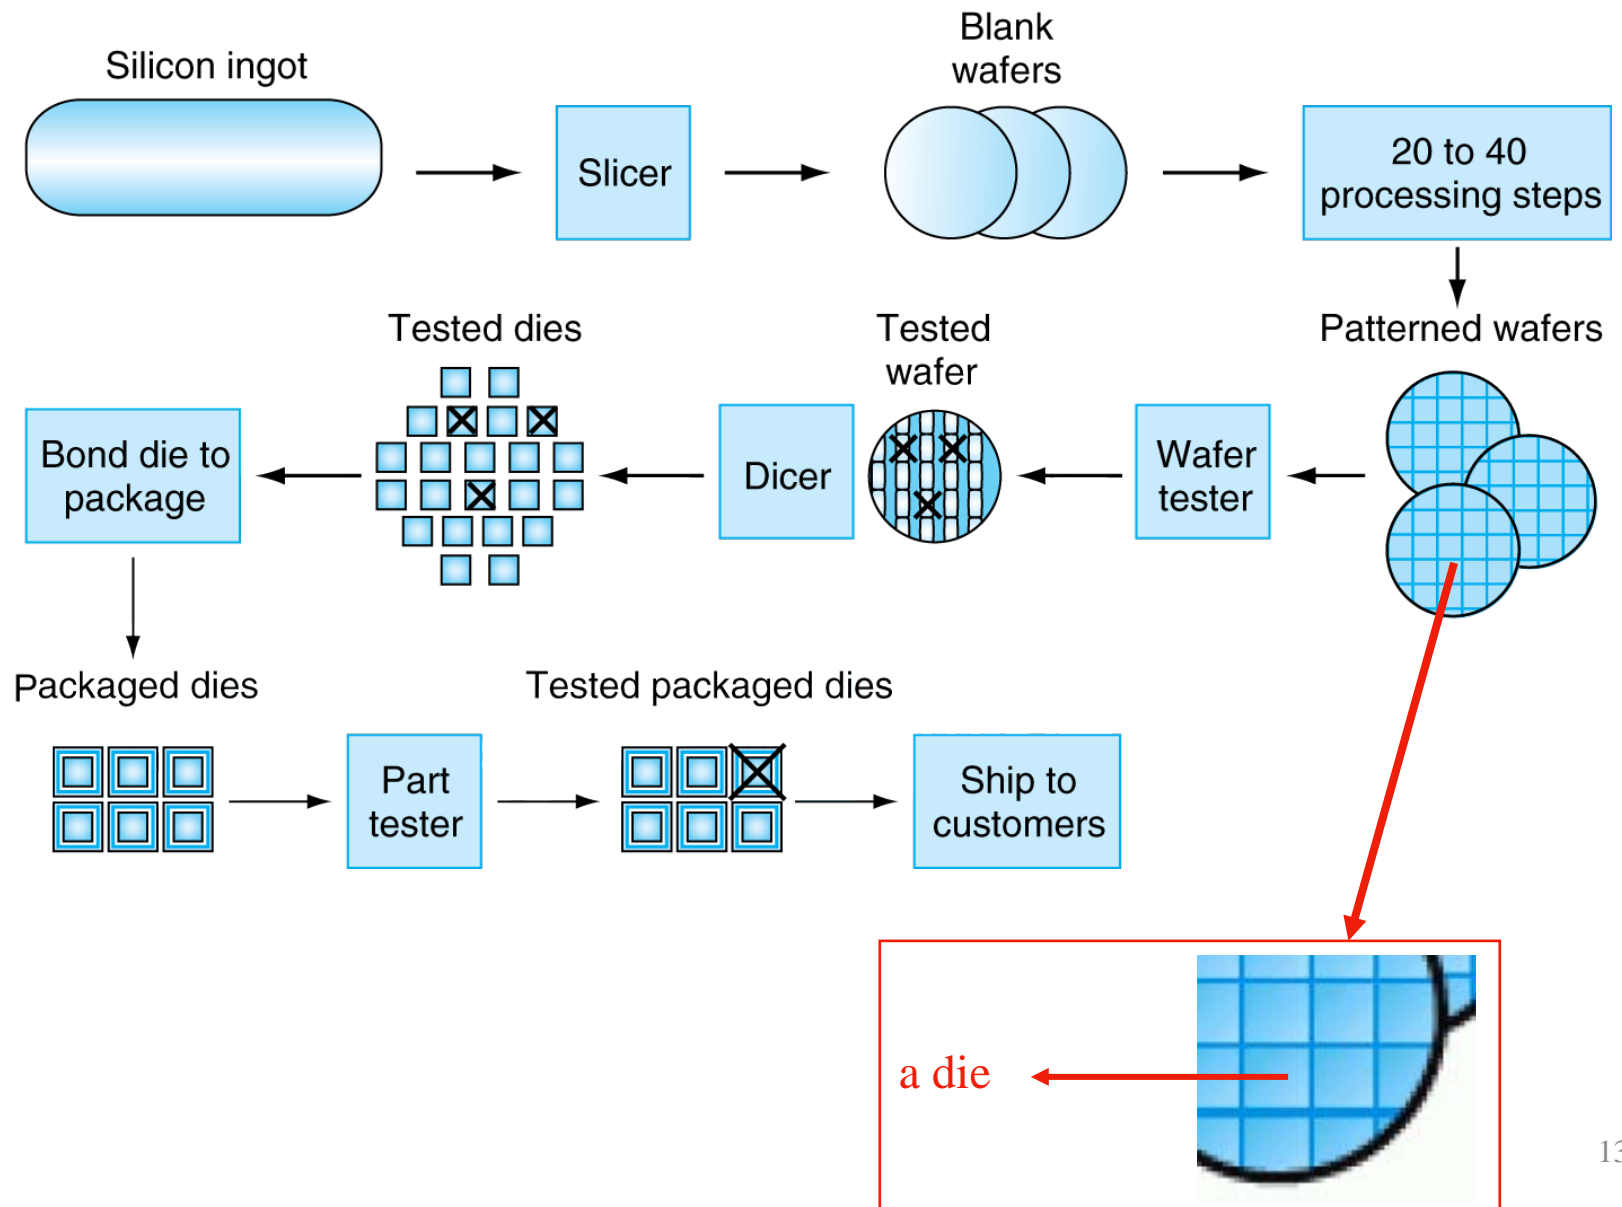 Silicon ingot
Slicer
Blank
wafers
20 to 40
processing steps
Patterned wafers
Wafer
tester
Tested
wafer
Dicer
Tested dies
Bond die to
package
Packaged dies
Part
tester
Tested packaged dies
Ship to
customers
a die
13